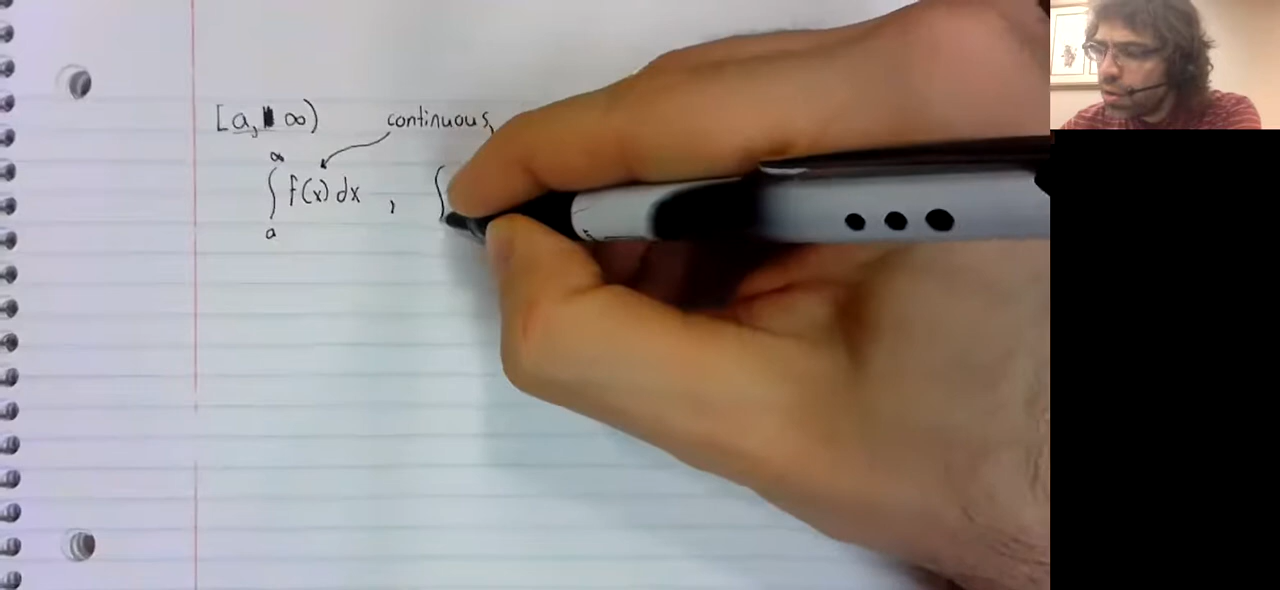 [a, ∞) continuous,
∞
∫ f(x) dx , ∫
a